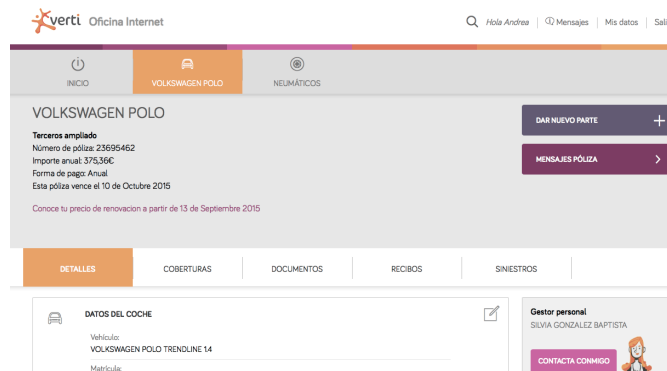 verti Oficina Internet
Hola Andrea
Mensajes
Mis datos
INICIO
VOLKSWAGEN POLO
NEUMÁTICOS
VOLKSWAGEN POLO
Terceros ampliado
Número de póliza: 23695462
Importe anual: 375,36€
Forma de pago: Anual
Esta póliza vence el 10 de Octubre 2015
Conoce tu precio de renovacion a partir de 13 de Septiembre 2015
DAR NUEVO PARTE
MENSAJES PÓLIZA
DETALLES
COBERTURAS
DOCUMENTOS
RECIBOS
SINIESTROS
DATOS DEL COCHE
Vehículo:
VOLKSWAGEN POLO TRENDLINE 1.4
Matrícula:
Gestor personal
SILVIA GONZALEZ BAPTISTA
CONTACTA CONMIGO